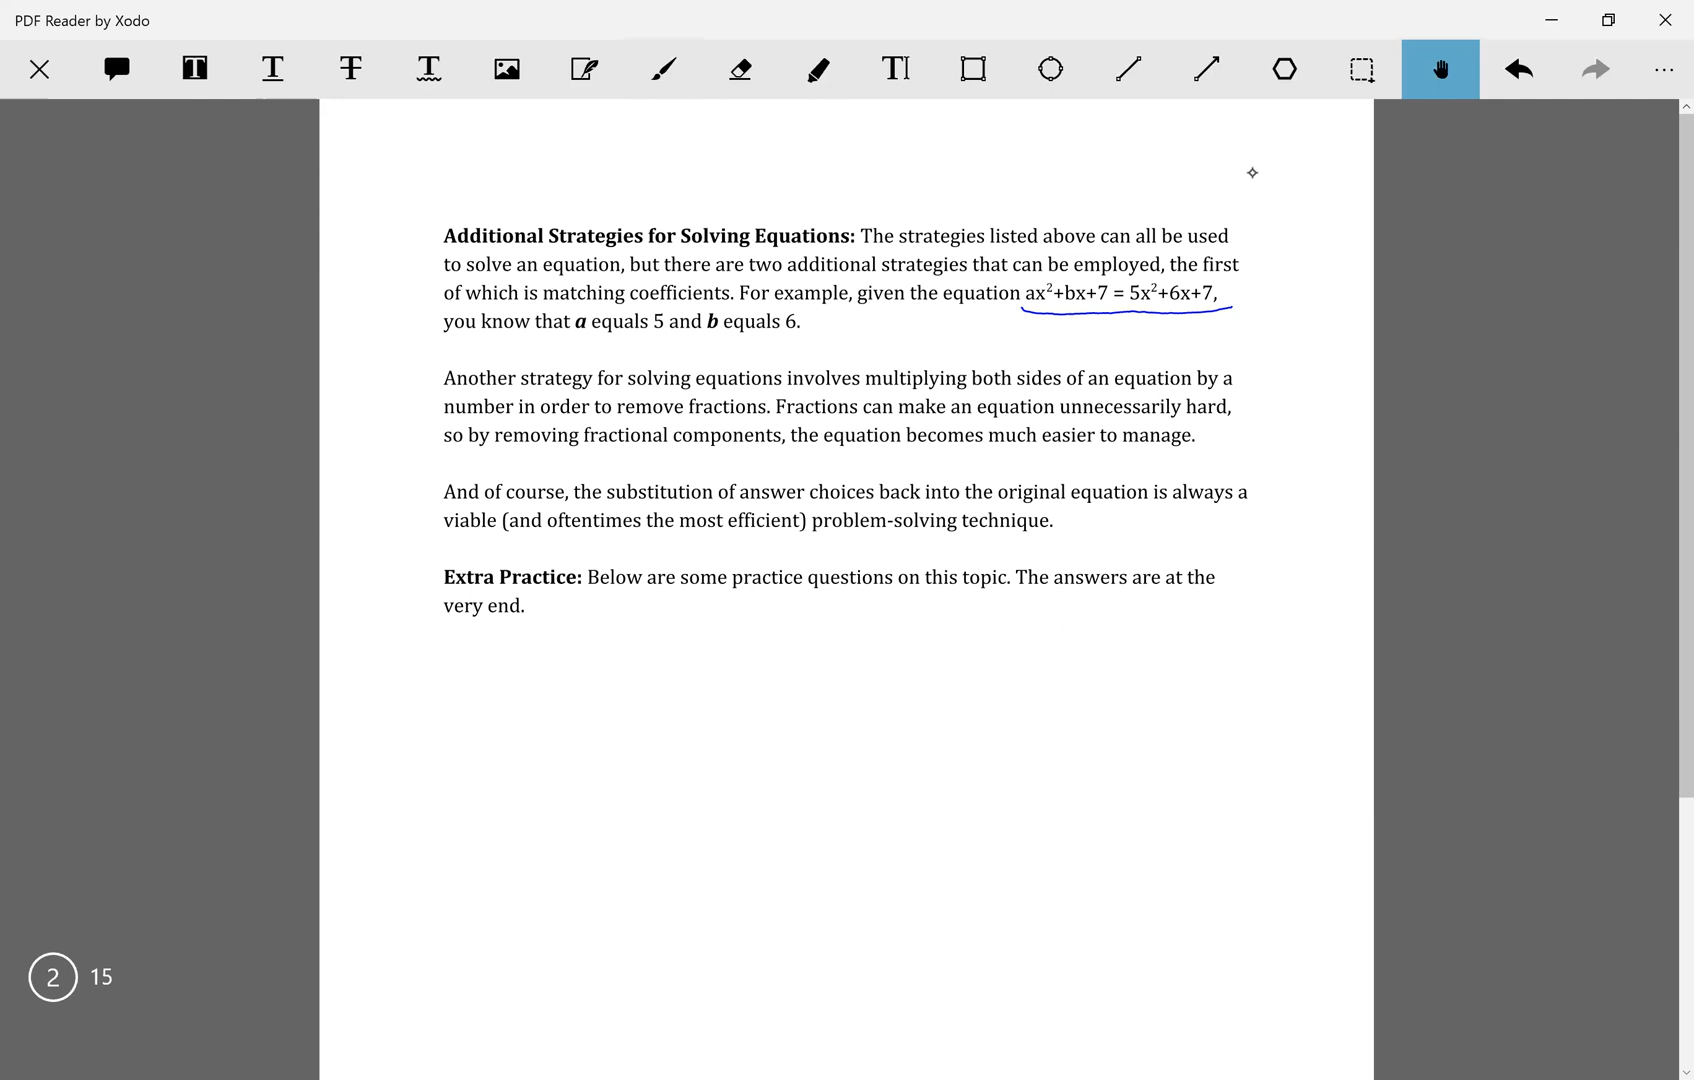 PDF Reader by Xodo
Additional Strategies for Solving Equations: The strategies listed above can all be used
to solve an equation, but there are two additional strategies that can be employed, the first
of which is matching coefficients. For example, given the equation ax²+bx+7 = 5x²+6x+7,
you know that a equals 5 and b equals 6.
Another strategy for solving equations involves multiplying both sides of an equation by a
number in order to remove fractions. Fractions can make an equation unnecessarily hard,
so by removing fractional components, the equation becomes much easier to manage.
And of course, the substitution of answer choices back into the original equation is always a
viable (and oftentimes the most efficient) problem-solving technique.
Extra Practice: Below are some practice questions on this topic. The answers are at the
very end.
2 15